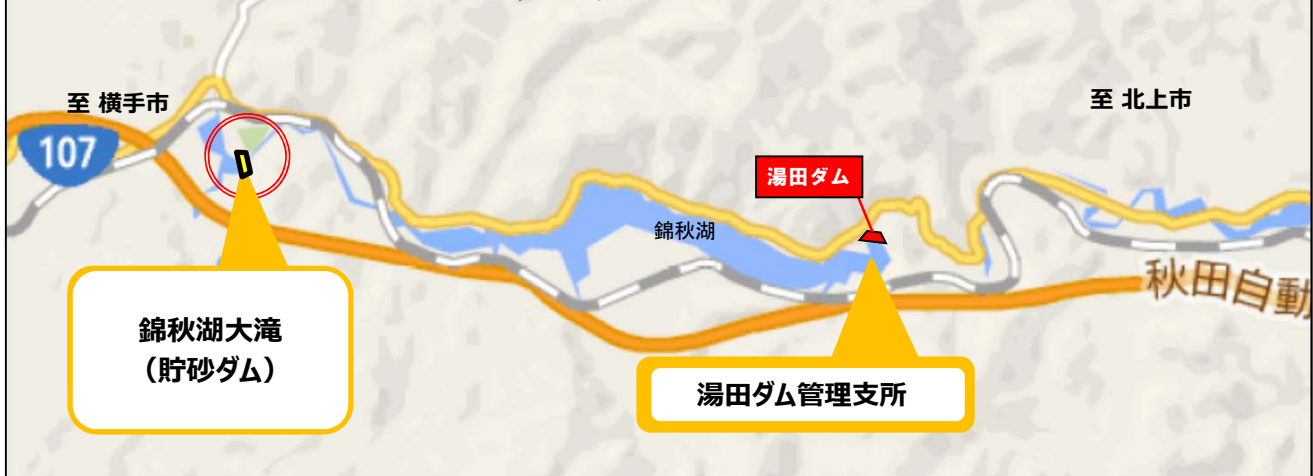 至 横手市
至 北上市
107
湯田ダム
錦秋湖
秋田自動
錦秋湖大滝
（貯砂ダム）
湯田ダム管理支所